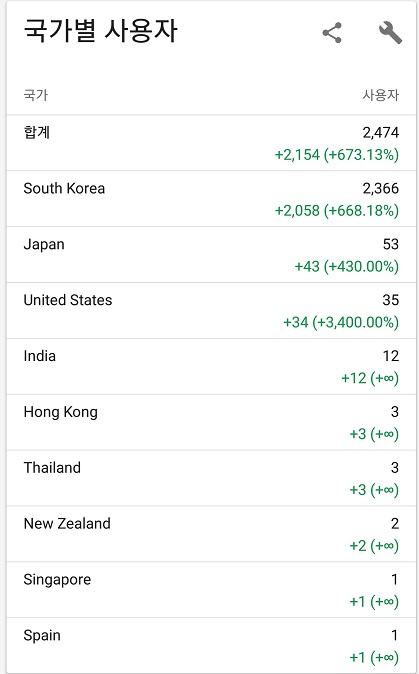 국가별 사용자
국가 사용자
합계 2,474
+2,154 (+673.13%)
South Korea 2,366
+2,058 (+668.18%)
Japan 53
+43 (+430.00%)
United States 35
+34 (+3,400.00%)
India 12
+12 (+∞)
Hong Kong 3
+3 (+∞)
Thailand 3
+3 (+∞)
New Zealand 2
+2 (+∞)
Singapore 1
+1 (+∞)
Spain 1
+1 (+∞)